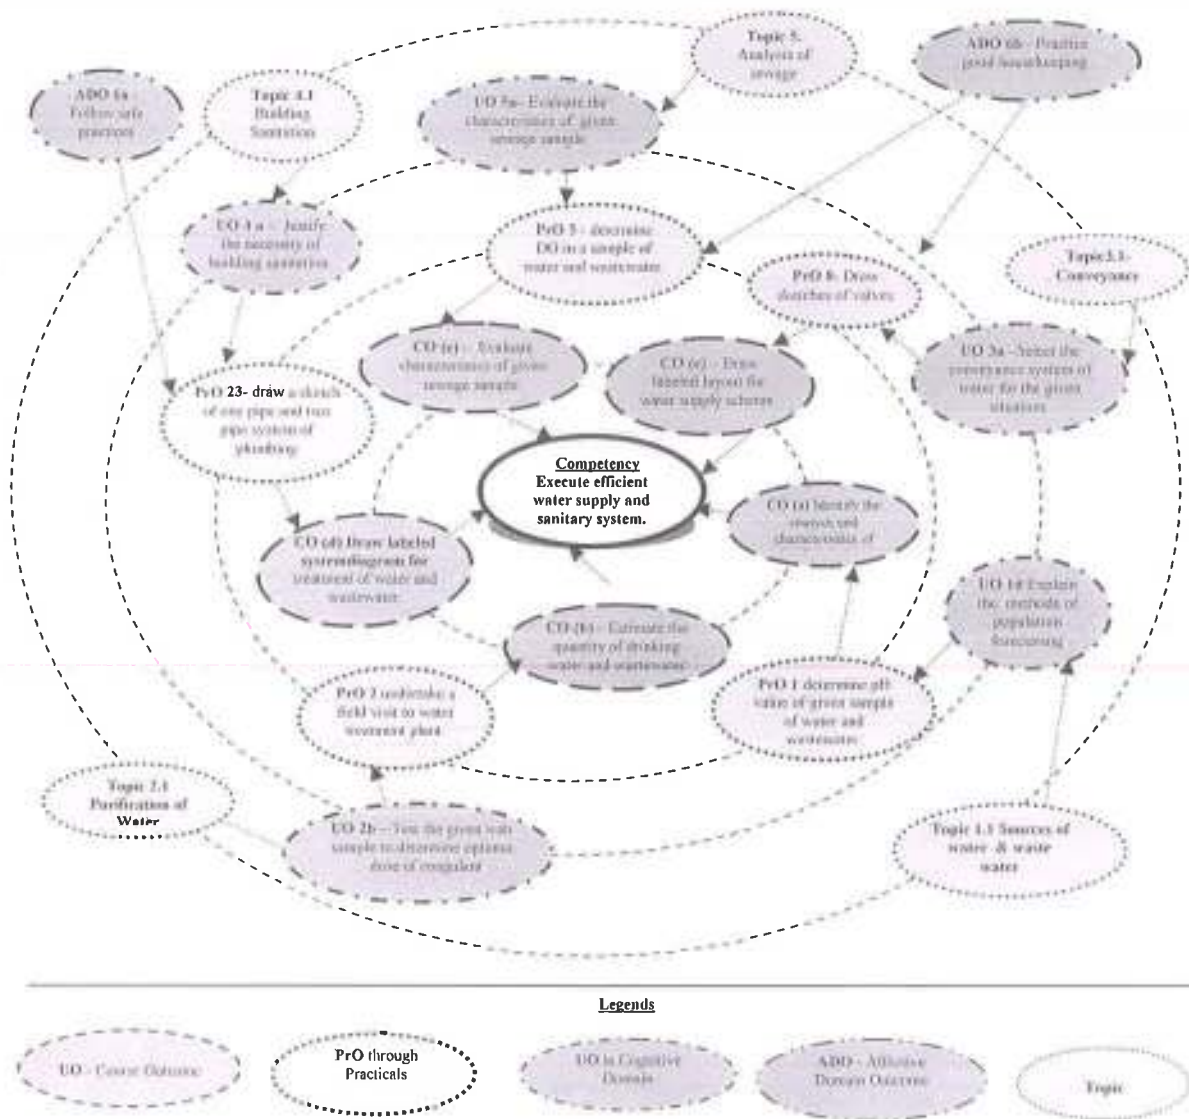 Topic 5.
Analysis of
sewage
ADO 6b - Practice
good housekeeping
ADO 6a -
Follow safe
practices
Topic 4.1
Building
Sanitation
UO 5a- Evaluate the
characteristics of given
sewage sample
UO 4 a - Justify
the necessity of
building sanitation
PrO 5 - determine
DO in a sample of
water and wastewater
PrO 8- Draw
sketches of valves
Topic3.1-
Conveyance
CO (e) - Evaluate
characteristics of given
sewage sample
CO (c) - Draw
labeled layout for
water supply scheme
UO 3a - Select the
conveyance system of
water for the given
situation
PrO 23- draw a sketch
of one pipe and two
pipe system of
plumbing
Competency
Execute efficient
water supply and
sanitary system.
CO (a) Identify the
sources and
characteristics of
CO (d) Draw labeled
systemdiagram for
treatment of water and
wastewater
UO 1d Explain
the methods of
population
forecasting
CO (b) - Estimate the
quantity of drinking
water and wastewater
PrO 2 undertake a
field visit to water
treatment plant
PrO 1 determine pH
value of given sample
of water and
wastewater
Topic 2.1
Purification of
Water
UO 2b - Test the given
sample to determine optimum
dose of coagulant
Topic 1.1 Sources of
water & waste
water
Legends
UO - Course Outcome
PrO through
Practicals
UO in Cognitive
Domain
ADO - Affective
Domain Outcome
Topic